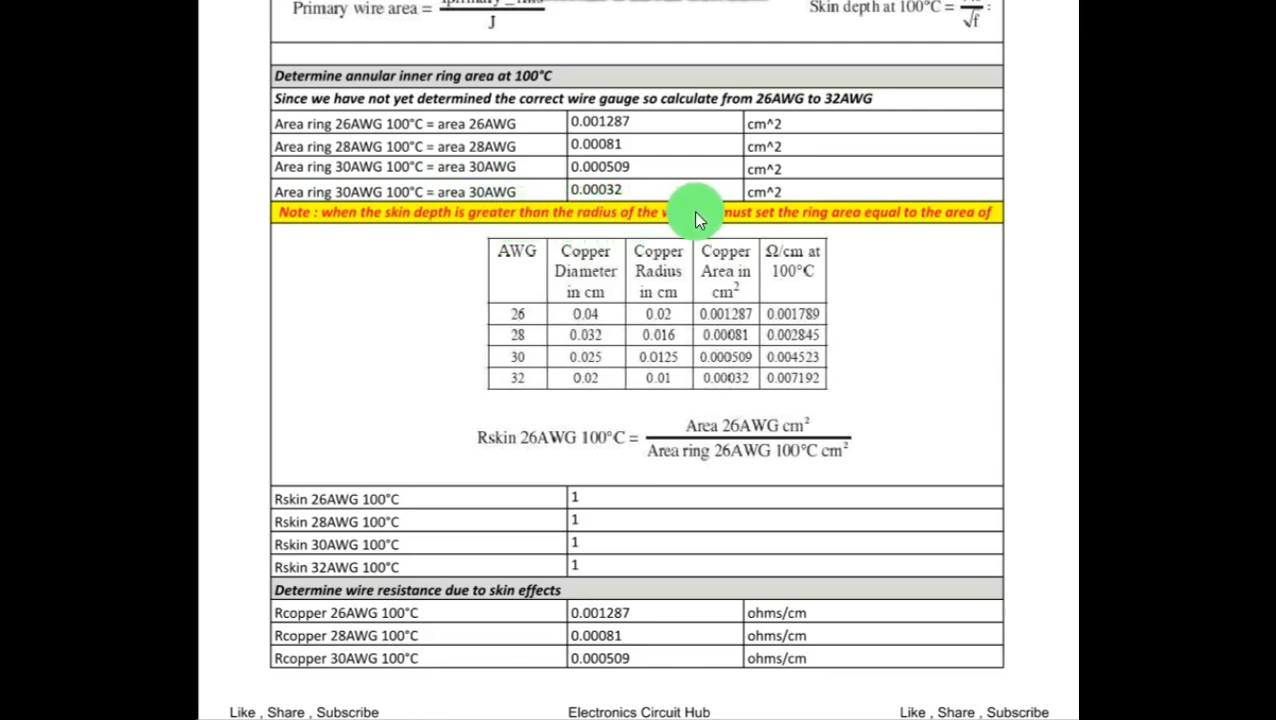 Primary wire area =
J
Skin depth at 100°C =
√f
Determine annular inner ring area at 100°C
Since we have not yet determined the correct wire gauge so calculate from 26AWG to 32AWG
Area ring 26AWG 100°C = area 26AWG 0.001287 cm^2
Area ring 28AWG 100°C = area 28AWG 0.00081 cm^2
Area ring 30AWG 100°C = area 30AWG 0.000509 cm^2
Area ring 30AWG 100°C = area 30AWG 0.00032 cm^2
Note : when the skin depth is greater than the radius of the must set the ring area equal to the area of
AWG Copper Copper Copper Ω/cm at
Diameter Radius Area in 100°C
in cm in cm cm²
26 0.04 0.02 0.001287 0.001789
28 0.032 0.016 0.00081 0.002845
30 0.025 0.0125 0.000509 0.004523
32 0.02 0.01 0.00032 0.007192
Area 26AWG cm²
Rskin 26AWG 100°C =
Area ring 26AWG 100°C cm²
Rskin 26AWG 100°C 1
Rskin 28AWG 100°C 1
Rskin 30AWG 100°C 1
Rskin 32AWG 100°C 1
Determine wire resistance due to skin effects
Rcopper 26AWG 100°C 0.001287 ohms/cm
Rcopper 28AWG 100°C 0.00081 ohms/cm
Rcopper 30AWG 100°C 0.000509 ohms/cm
Like , Share , Subscribe Electronics Circuit Hub Like , Share , Subscribe